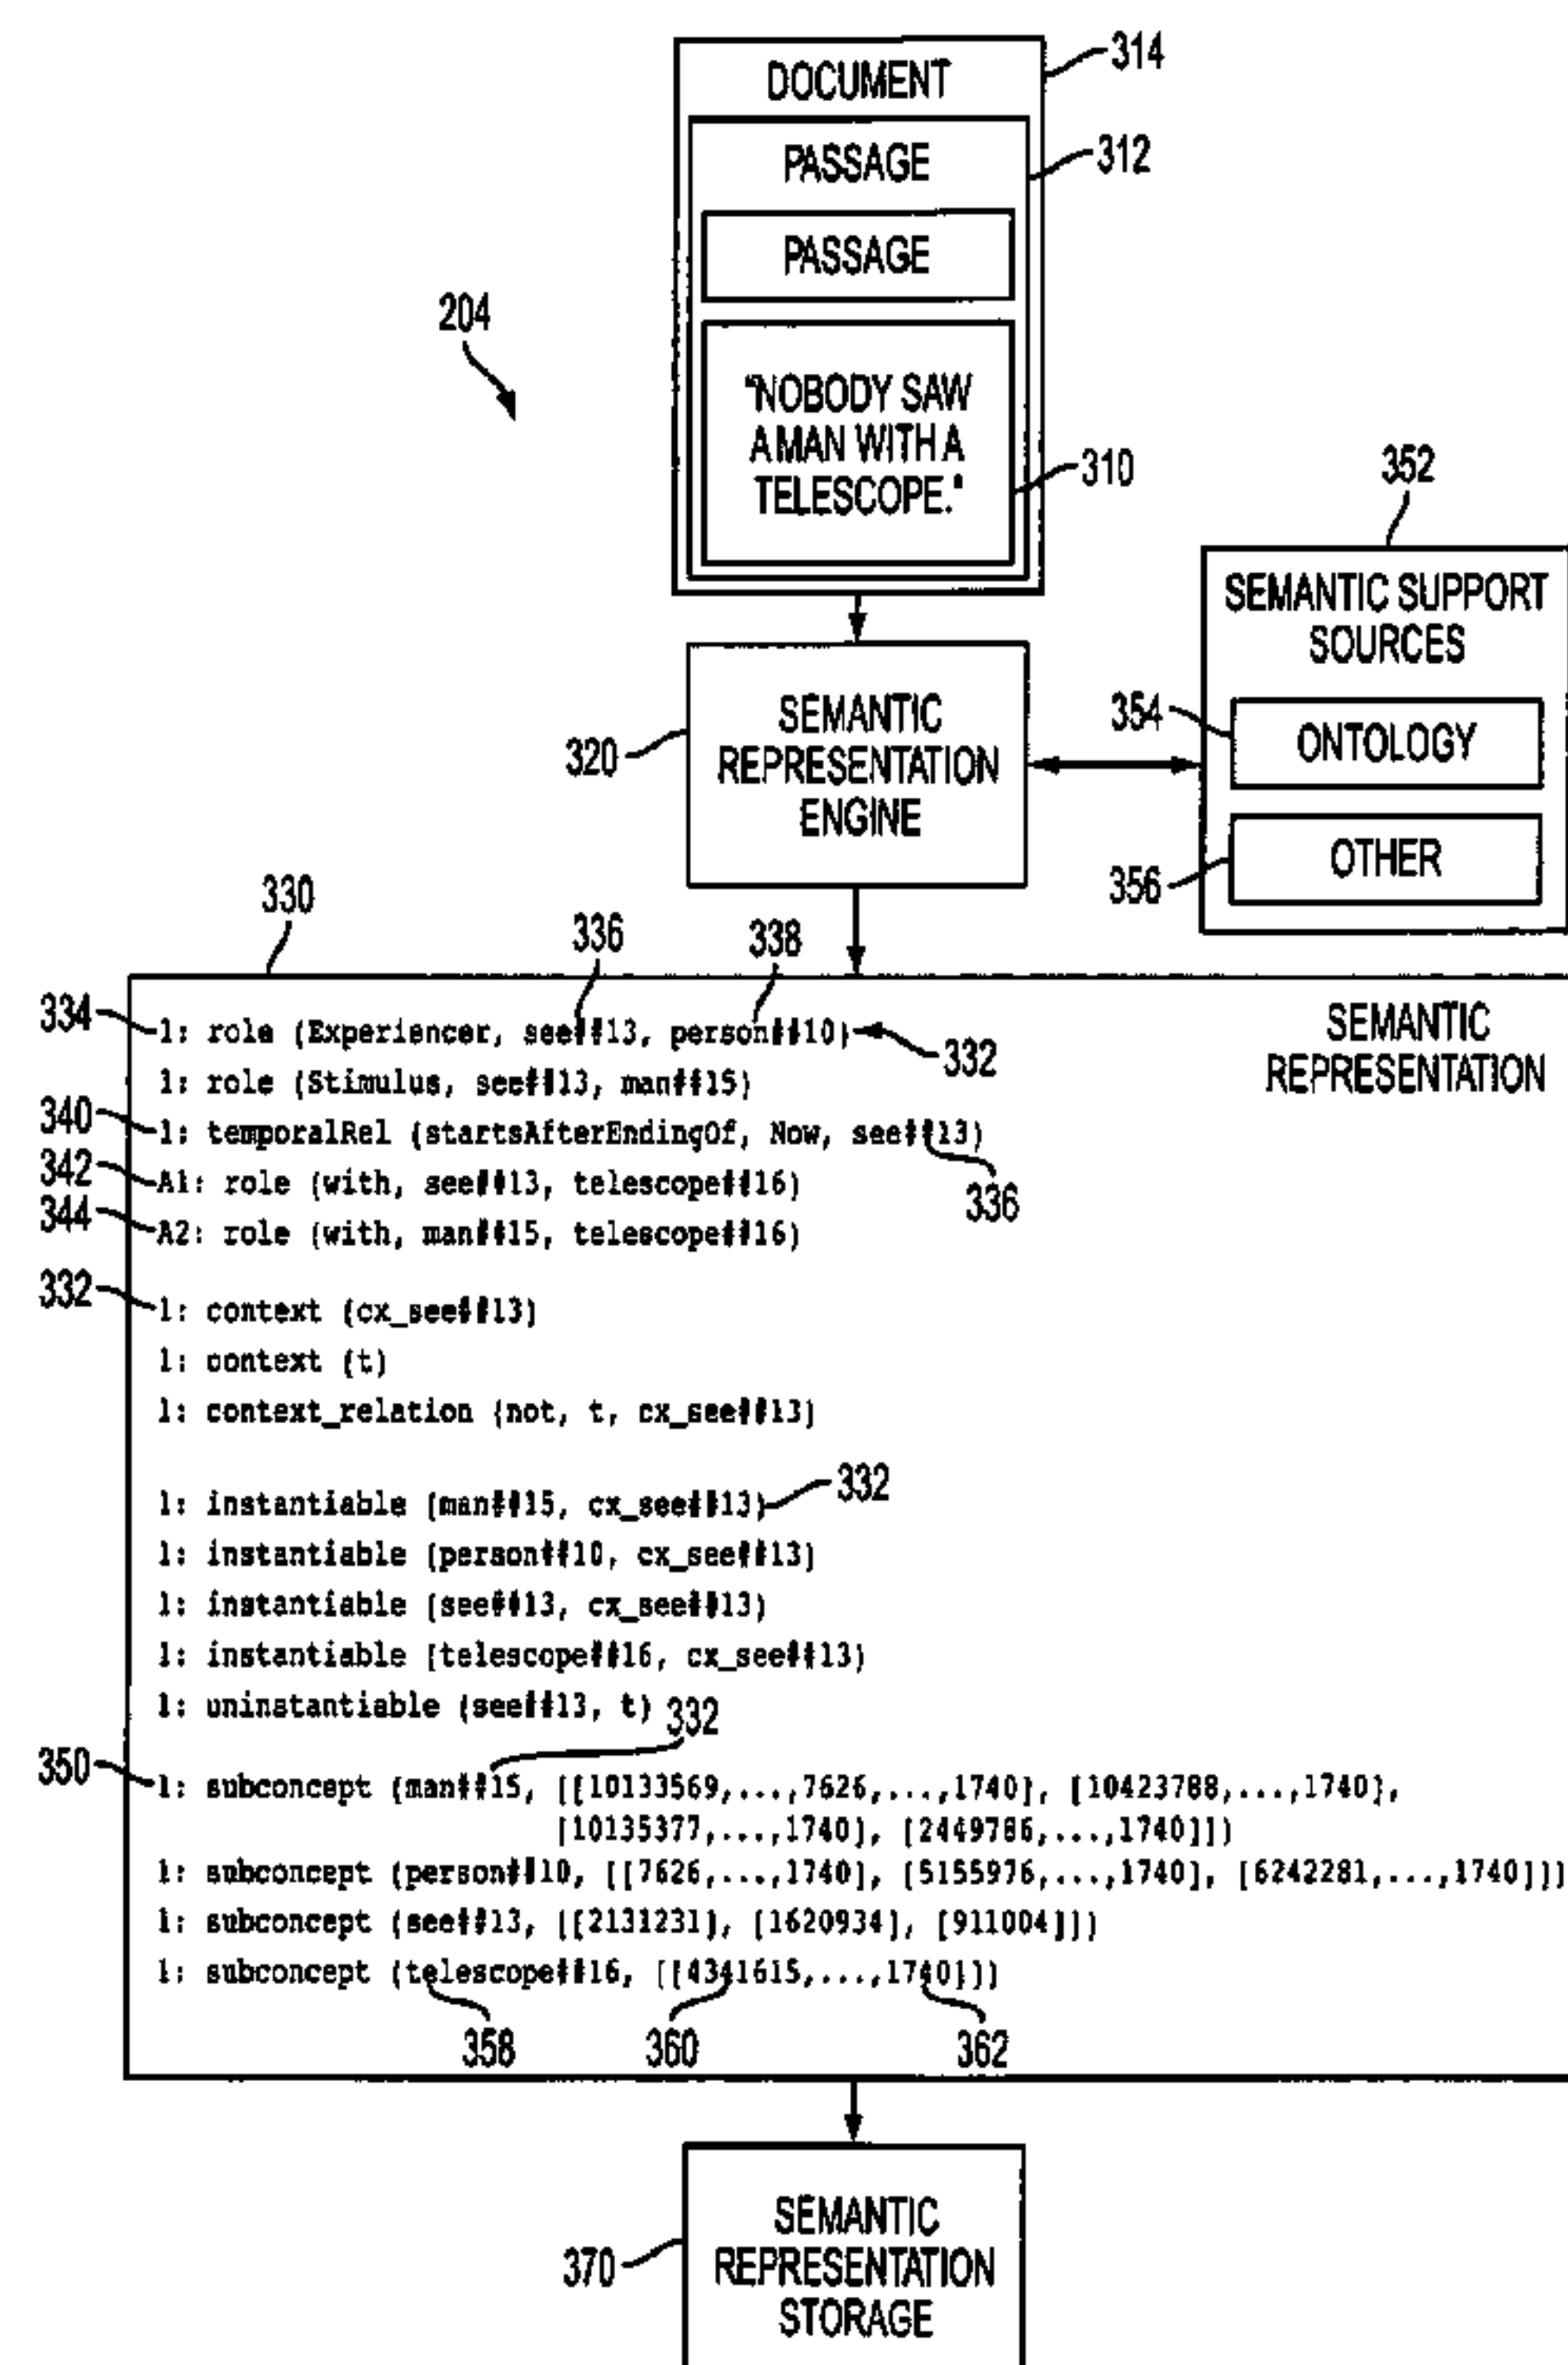 314
DOCUMENT
312
PASSAGE
PASSAGE
204
"NOBODY SAW
A MAN WITH A
TELESCOPE."
310
352
SEMANTIC SUPPORT
SOURCES
354
ONTOLOGY
356
OTHER
320
SEMANTIC
REPRESENTATION
ENGINE
330
336
338
SEMANTIC
REPRESENTATION
334
1: role (Experiencer, see##13, person##10)
332
1: role (Stimulus, see##13, man##15)
340
1: temporalRel (startsAfterEndingOf, Now, see##13)
336
342
A1: role (with, see##13, telescope##16)
344
A2: role (with, man##15, telescope##16)
332
1: context (cx_see##13)
1: context (t)
1: context_relation (not, t, cx_see##13)
1: instantiable (man##15, cx_see##13)
332
1: instantiable (person##10, cx_see##13)
1: instantiable (see##13, cx_see##13)
1: instantiable (telescope##16, cx_see##13)
1: uninstantiable (see##13, t)
332
350
1: subconcept (man##15, [[10133569,...,7626,...,1740], [10423788,...,1740],
[10135377,...,1740], [2449786,...,1740]])
1: subconcept (person##10, [[7626,...,1740], [5155976,...,1740], [6242281,...,1740]])
1: subconcept (see##13, [[2131231], [1620934], [911004]])
1: subconcept (telescope##16, [[4341615,...,1740]])
358
360
362
370
SEMANTIC
REPRESENTATION
STORAGE